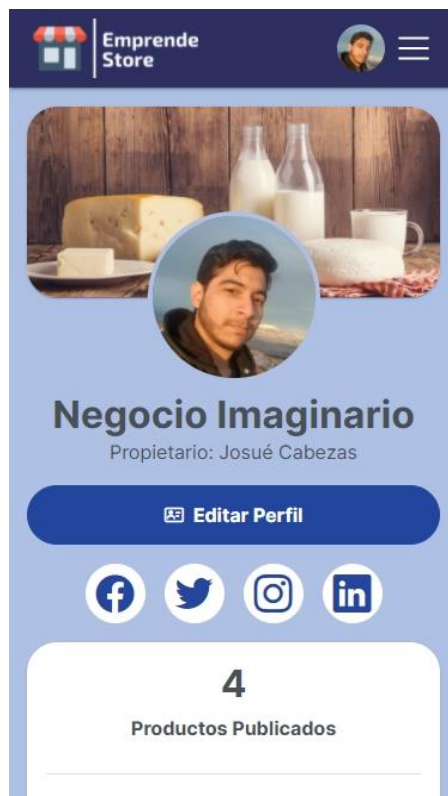 Emprende
Store
Negocio Imaginario
Propietario: Josué Cabezas
Editar Perfil
4
Productos Publicados